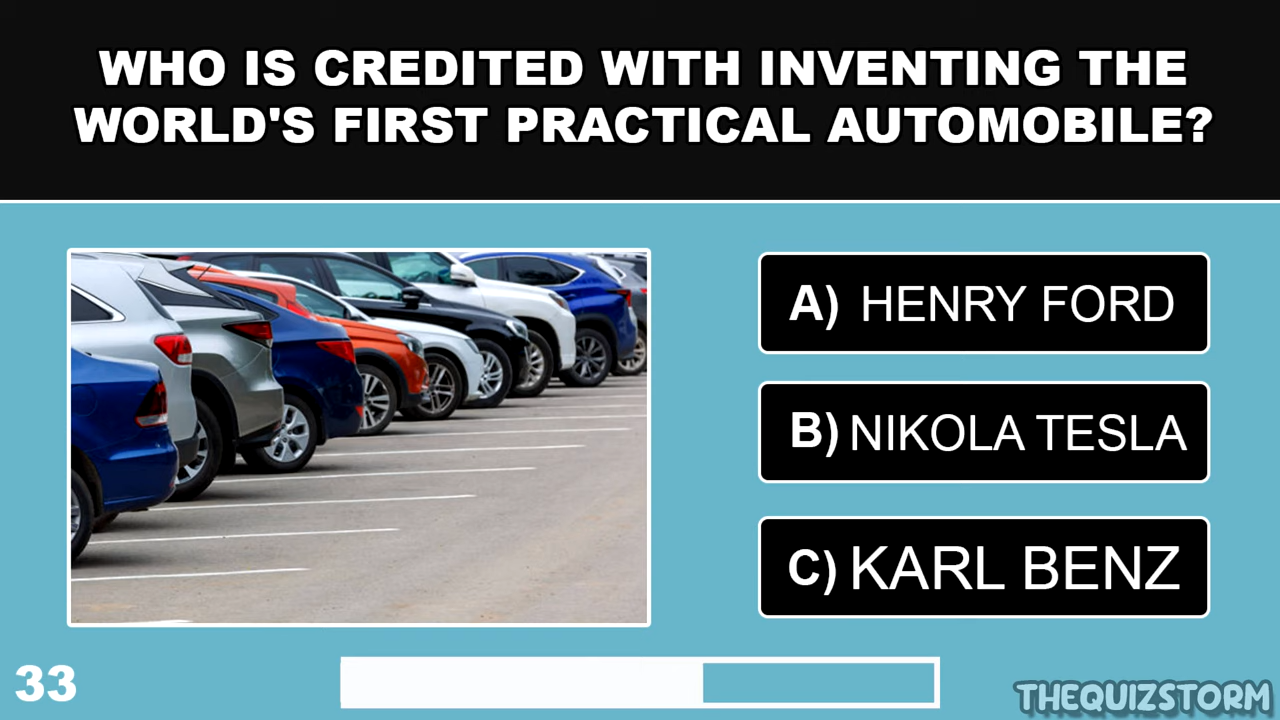 WHO IS CREDITED WITH INVENTING THE
WORLD'S FIRST PRACTICAL AUTOMOBILE?
A) HENRY FORD
B) NIKOLA TESLA
C) KARL BENZ
33
THEQUIZSTORM